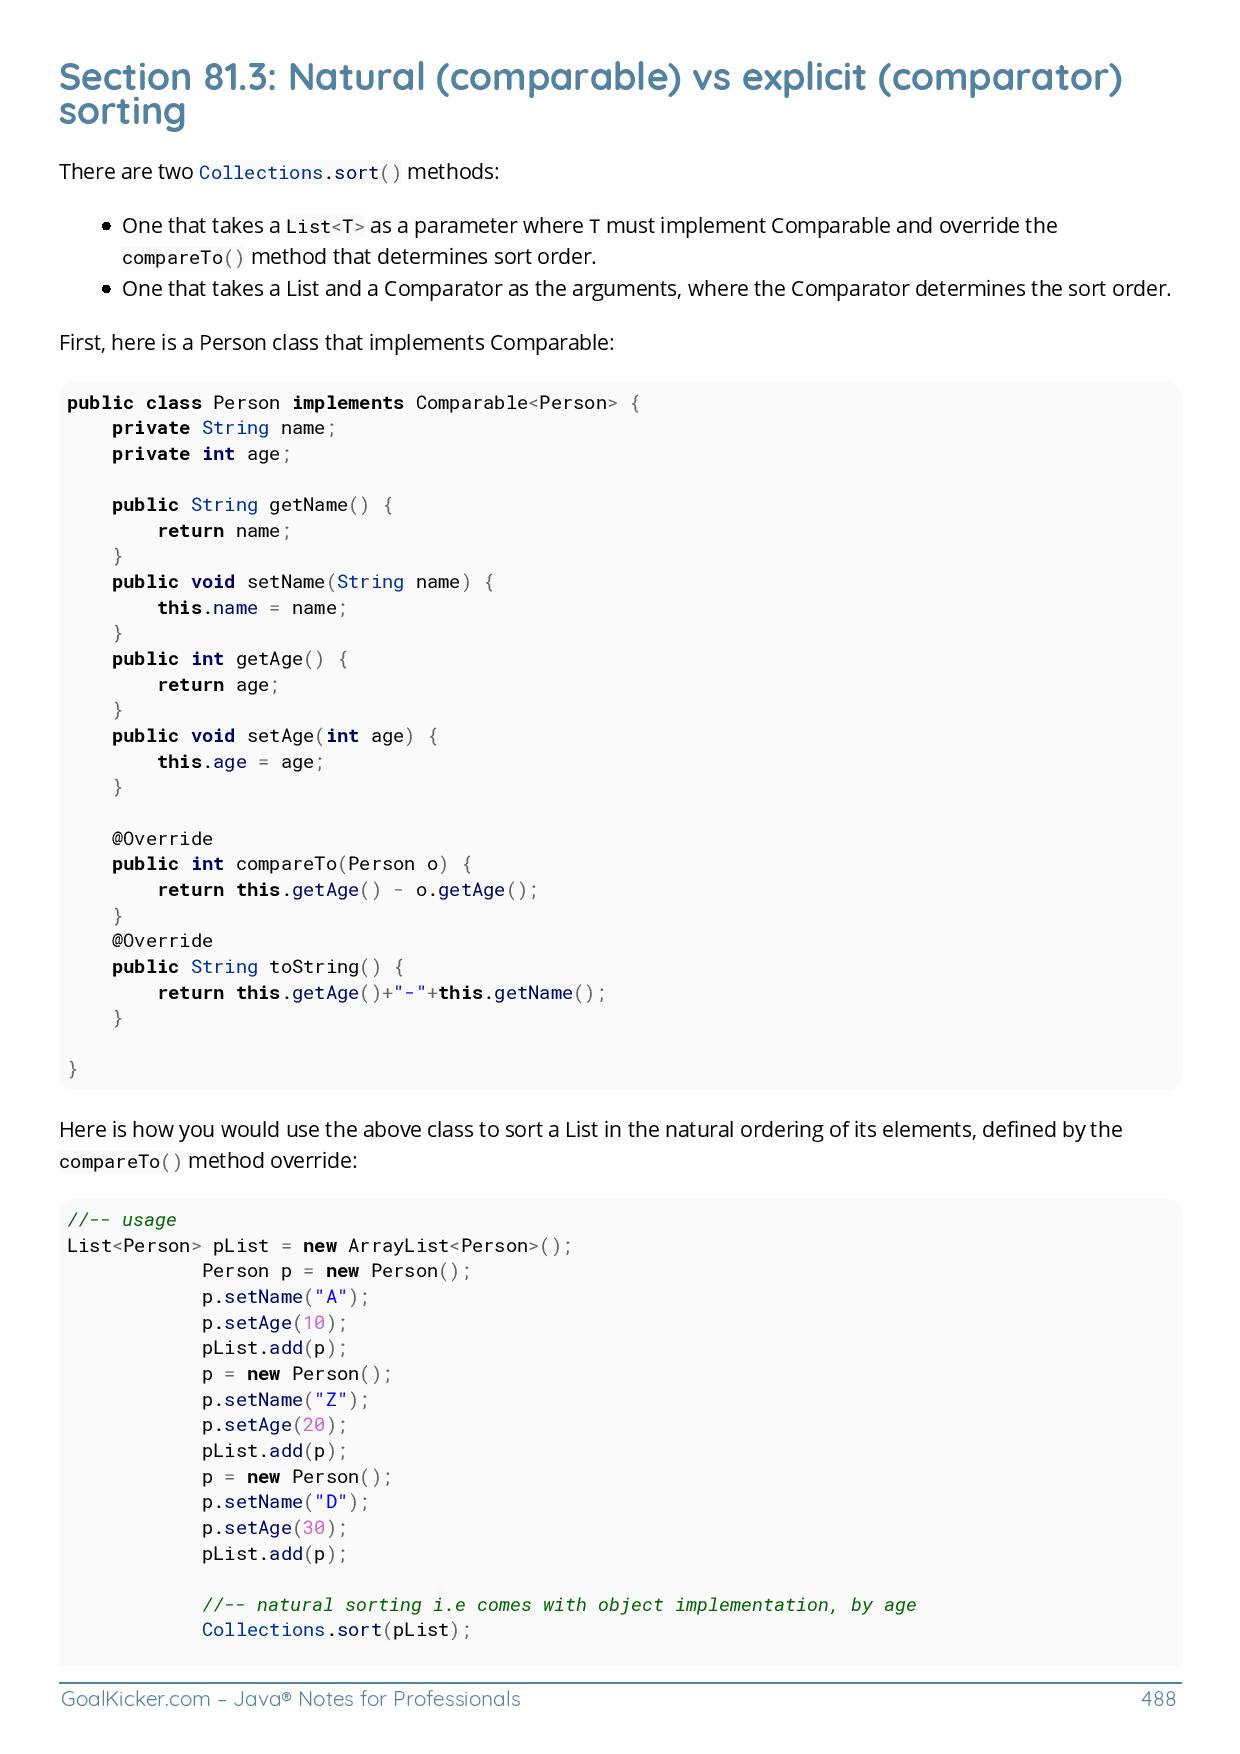 Section 81.3: Natural (comparable) vs explicit (comparator)
sorting
There are two Collections.sort() methods:
One that takes a List<T> as a parameter where T must implement Comparable and override the
compareTo() method that determines sort order.
One that takes a List and a Comparator as the arguments, where the Comparator determines the sort order.
First, here is a Person class that implements Comparable:
public class Person implements Comparable<Person> {
    private String name;
    private int age;

    public String getName() {
        return name;
    }
    public void setName(String name) {
        this.name = name;
    }
    public int getAge() {
        return age;
    }
    public void setAge(int age) {
        this.age = age;
    }

    @Override
    public int compareTo(Person o) {
        return this.getAge() - o.getAge();
    }
    @Override
    public String toString() {
        return this.getAge()+"-"+this.getName();
    }

}
Here is how you would use the above class to sort a List in the natural ordering of its elements, defined by the
compareTo() method override:
//-- usage
List<Person> pList = new ArrayList<Person>();
            Person p = new Person();
            p.setName("A");
            p.setAge(10);
            pList.add(p);
            p = new Person();
            p.setName("Z");
            p.setAge(20);
            pList.add(p);
            p = new Person();
            p.setName("D");
            p.setAge(30);
            pList.add(p);

            //-- natural sorting i.e comes with object implementation, by age
            Collections.sort(pList);
GoalKicker.com – Java® Notes for Professionals 488